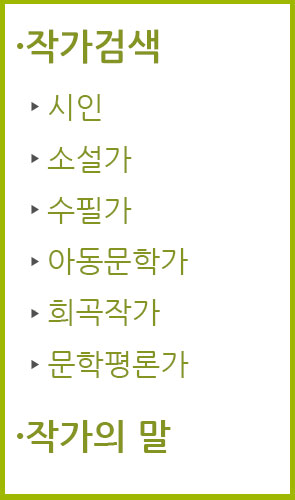 ·작가검색
▸ 시인
▸ 소설가
▸ 수필가
▸ 아동문학가
▸ 희곡작가
▸ 문학평론가
·작가의 말